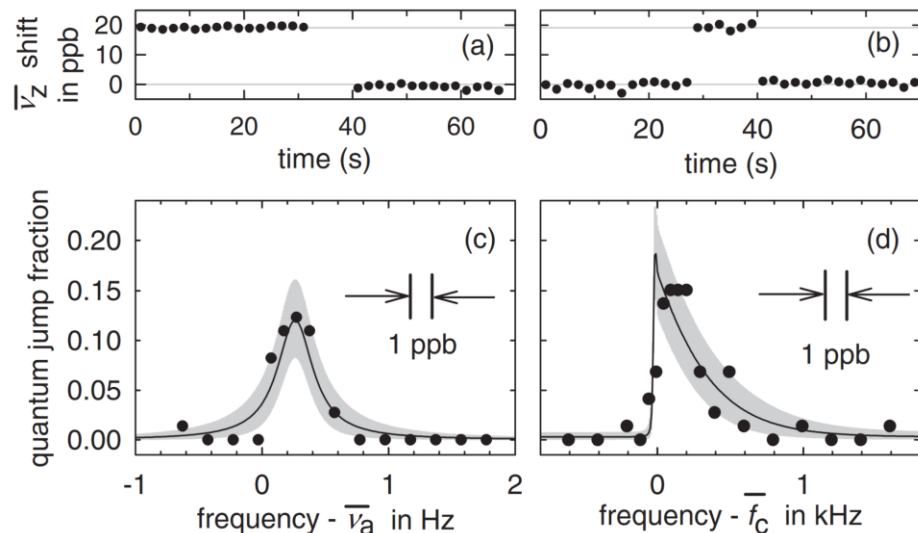 ν̅z shift
in ppb
20
10
0
(a)
(b)
0 20 40 60
0 20 40 60
time (s)
time (s)
quantum jump fraction
0.20
0.15
0.10
0.05
0.00
(c)
(d)
1 ppb
1 ppb
-1 0 1 2
0 1
frequency - ν̅a in Hz
frequency - f̅c in kHz